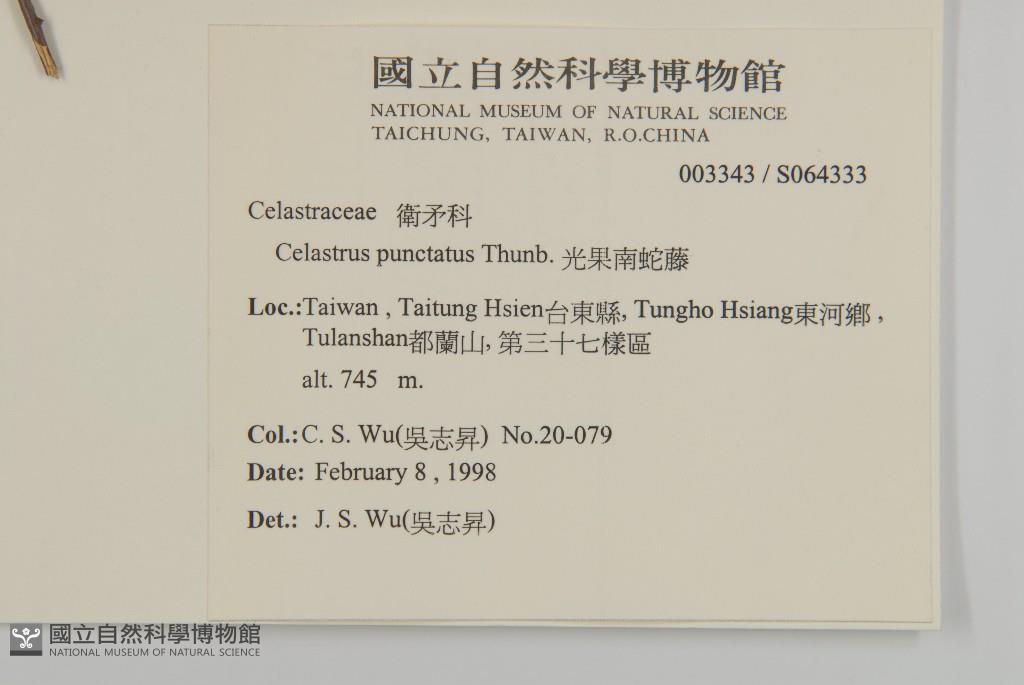 國立自然科學博物館
NATIONAL MUSEUM OF NATURAL SCIENCE
TAICHUNG, TAIWAN, R.O.CHINA
003343 / S064333
Celastraceae 衛矛科
Celastrus punctatus Thunb. 光果南蛇藤
Loc.:Taiwan , Taitung Hsien台東縣, Tungho Hsiang東河鄉 ,
Tulanshan都蘭山, 第三十七樣區
alt. 745 m.
Col.:C. S. Wu(吳志昇) No.20-079
Date: February 8 , 1998
Det.: J. S. Wu(吳志昇)
國立自然科學博物館
NATIONAL MUSEUM OF NATURAL SCIENCE